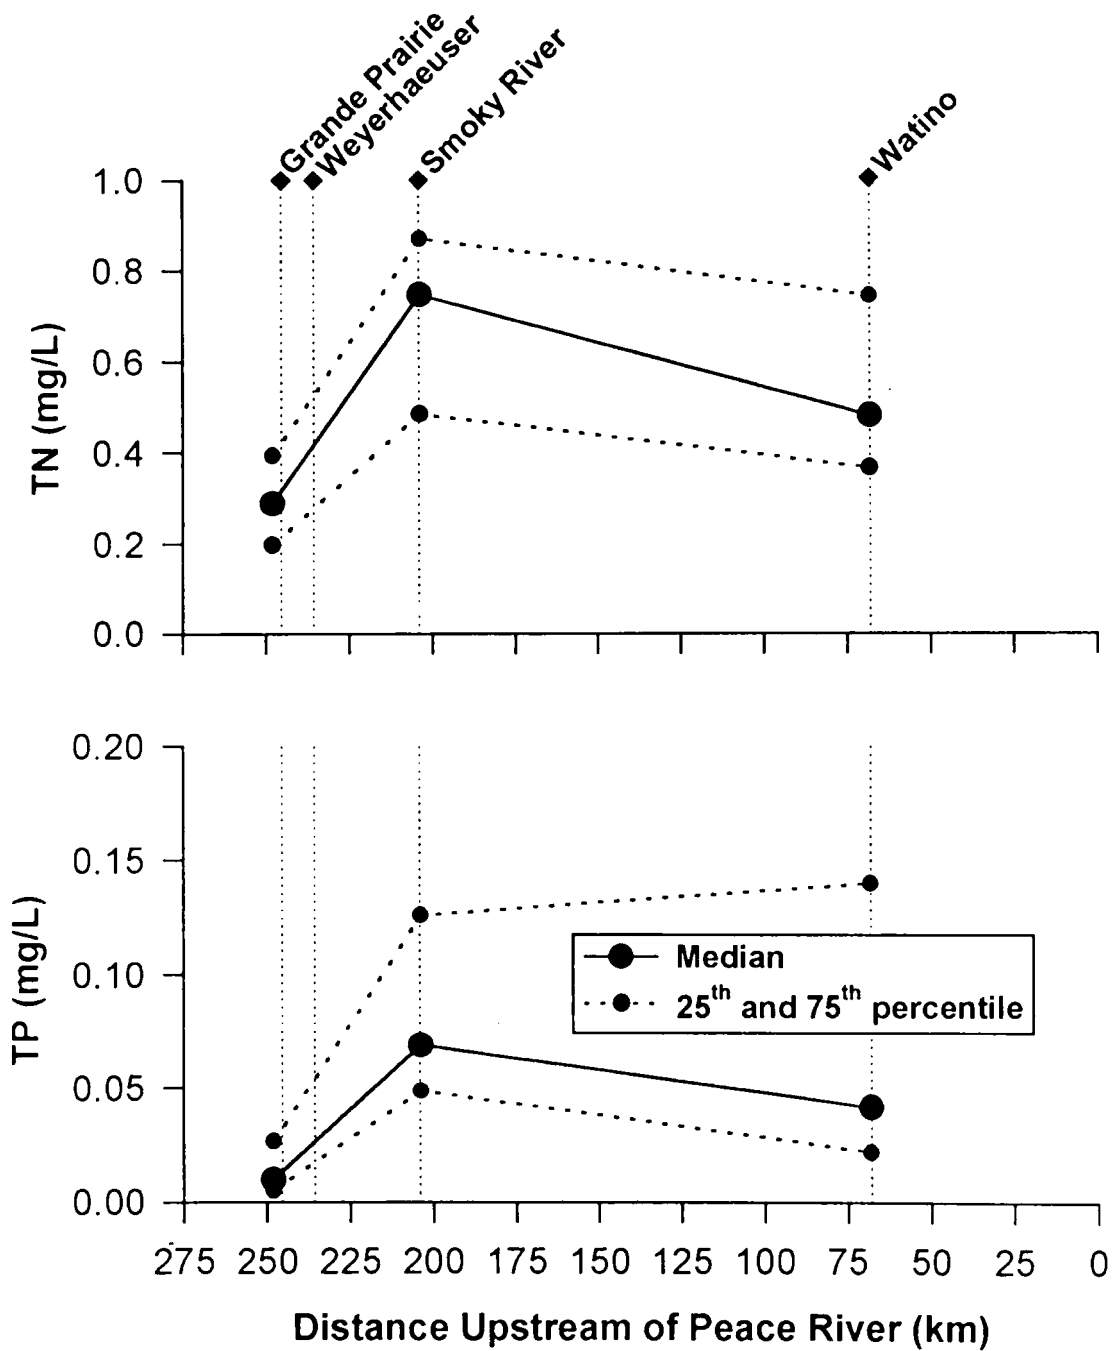 Grande Prairie
Weyerhaeuser
Smoky River
Watino
1.0
0.8
0.6
0.4
0.2
0.0
TN (mg/L)
0.20
0.15
0.10
0.05
0.00
TP (mg/L)
Median
25th and 75th percentile
275 250 225 200 175 150 125 100 75 50 25 0
Distance Upstream of Peace River (km)